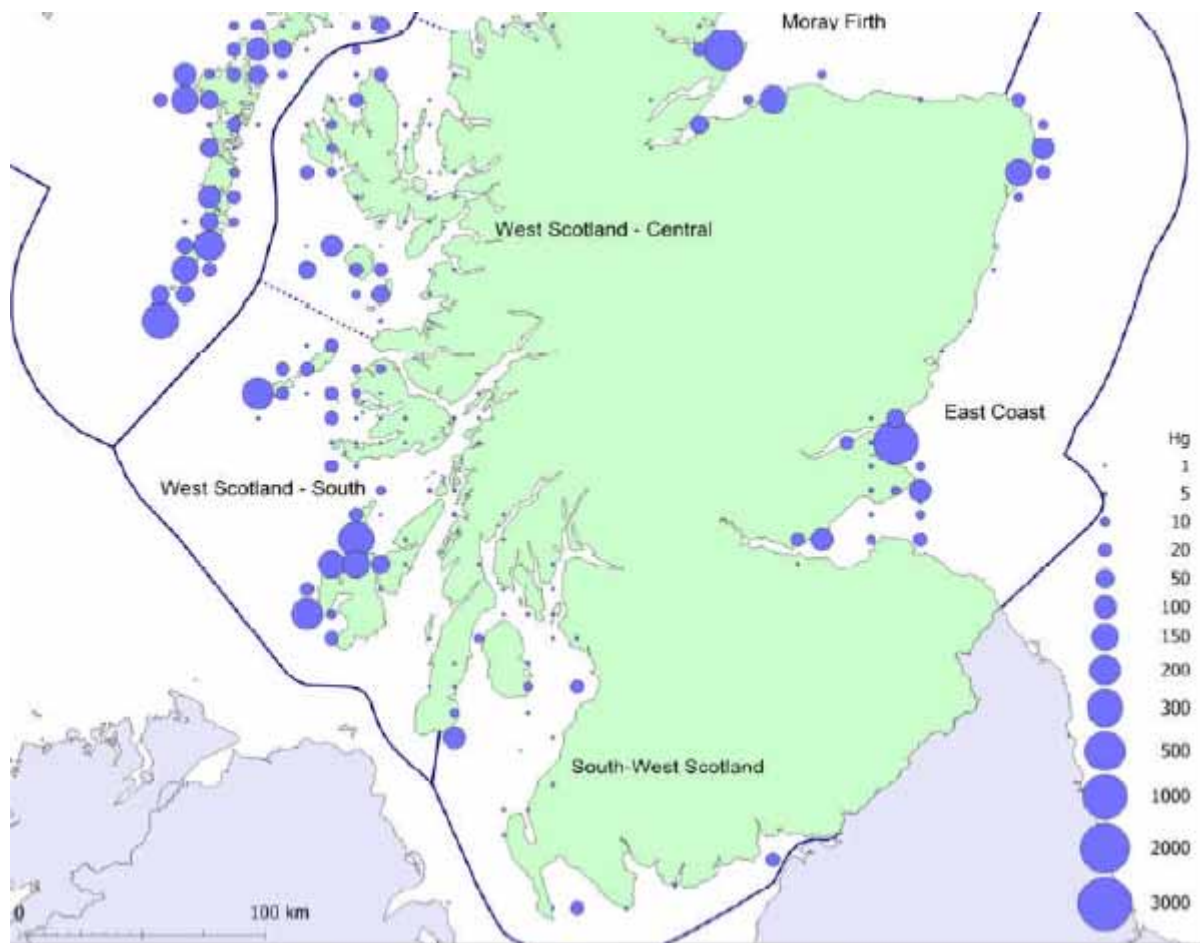 Moray Firth
West Scotland - Central
East Coast
West Scotland - South
South-West Scotland
Hg
1
5
10
20
50
100
150
200
300
500
1000
2000
3000
0 100 km